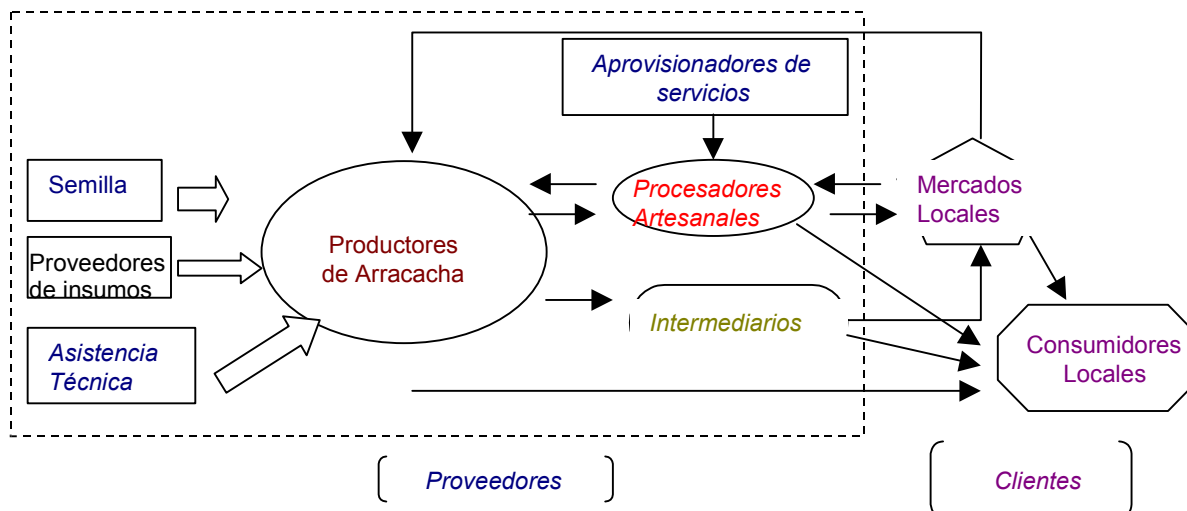 Aprovisionadores de
servicios
Semilla
Procesadores
Artesanales
Mercados
Locales
Proveedores
de insumos
Productores
de Arracacha
Intermediarios
Asistencia
Técnica
Consumidores
Locales
Proveedores
Clientes